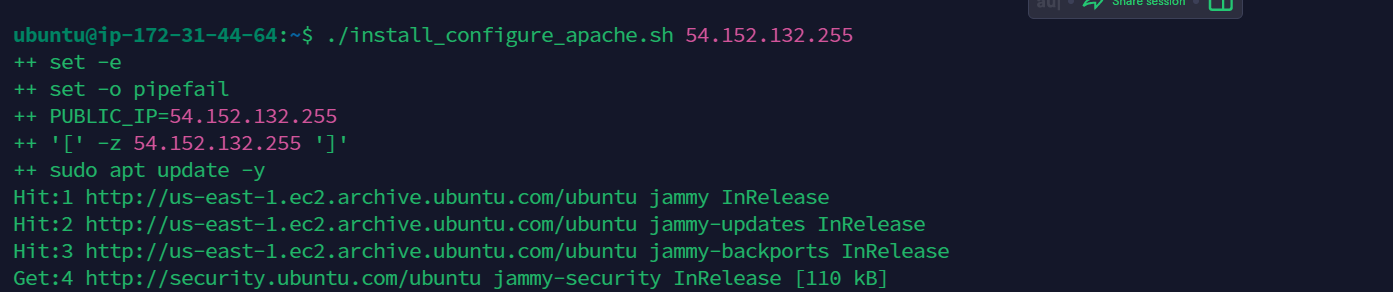 Share session
ubuntu@ip-172-31-44-64:~$ ./install_configure_apache.sh 54.152.132.255
++ set -e
++ set -o pipefail
++ PUBLIC_IP=54.152.132.255
++ '[' -z 54.152.132.255 ']'
++ sudo apt update -y
Hit:1 http://us-east-1.ec2.archive.ubuntu.com/ubuntu jammy InRelease
Hit:2 http://us-east-1.ec2.archive.ubuntu.com/ubuntu jammy-updates InRelease
Hit:3 http://us-east-1.ec2.archive.ubuntu.com/ubuntu jammy-backports InRelease
Get:4 http://security.ubuntu.com/ubuntu jammy-security InRelease [110 kB]